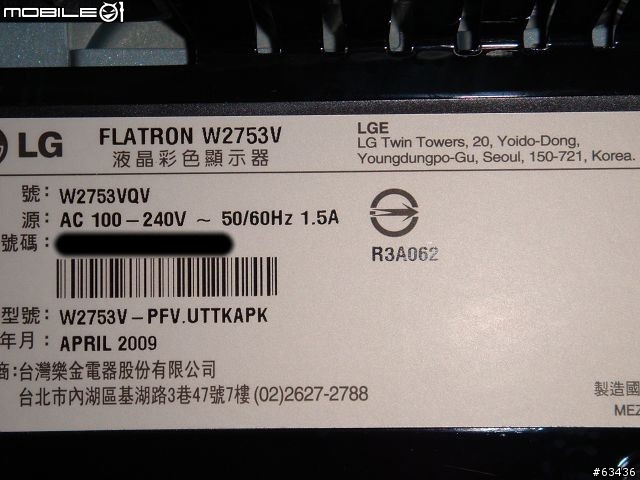 MOBILE01
LG FLATRON W2753V
液晶彩色顯示器
LGE
LG Twin Towers, 20, Yoido-Dong,
Youngdungpo-Gu, Seoul, 150-721, Korea.
號: W2753VQV
源: AC 100-240V ~ 50/60Hz 1.5A
號碼:
R3A062
型號: W2753V-PFV.UTTKAPK
年月: APRIL 2009
商:台灣樂金電器股份有限公司
台北市內湖區基湖路3巷47號7樓 (02)2627-2788
製造國
MEZ
#63436